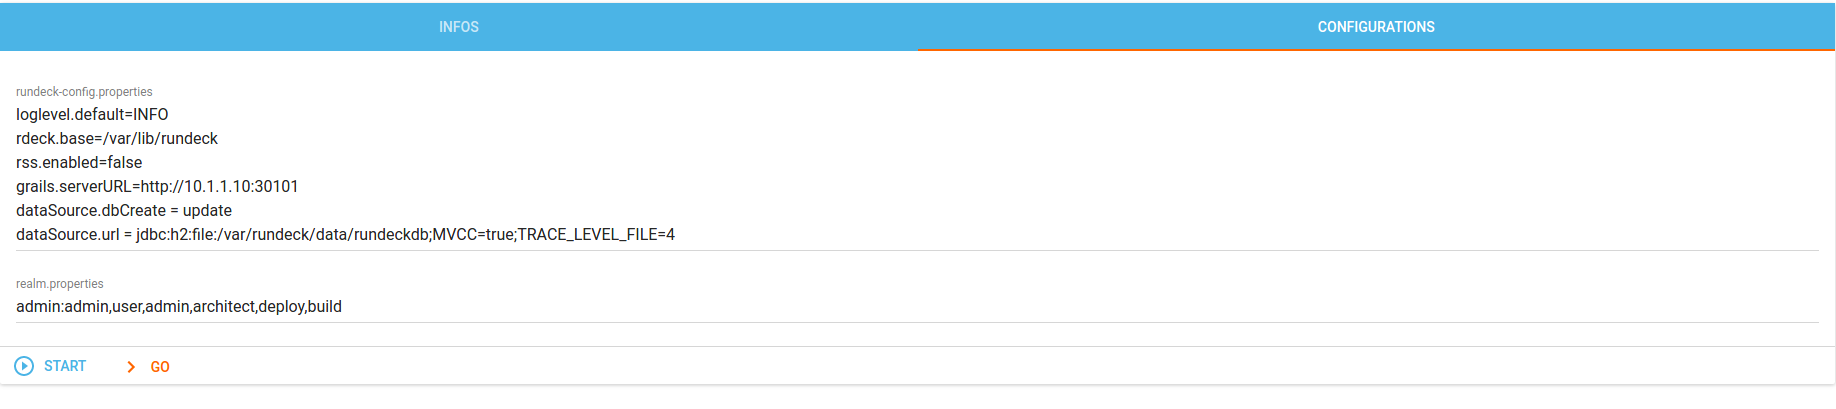 INFOS
CONFIGURATIONS
rundeck-config.properties
loglevel.default=INFO
rdeck.base=/var/lib/rundeck
rss.enabled=false
grails.serverURL=http://10.1.1.10:30101
dataSource.dbCreate = update
dataSource.url = jdbc:h2:file:/var/rundeck/data/rundeckdb;MVCC=true;TRACE_LEVEL_FILE=4
realm.properties
admin:admin,user,admin,architect,deploy,build
START
GO